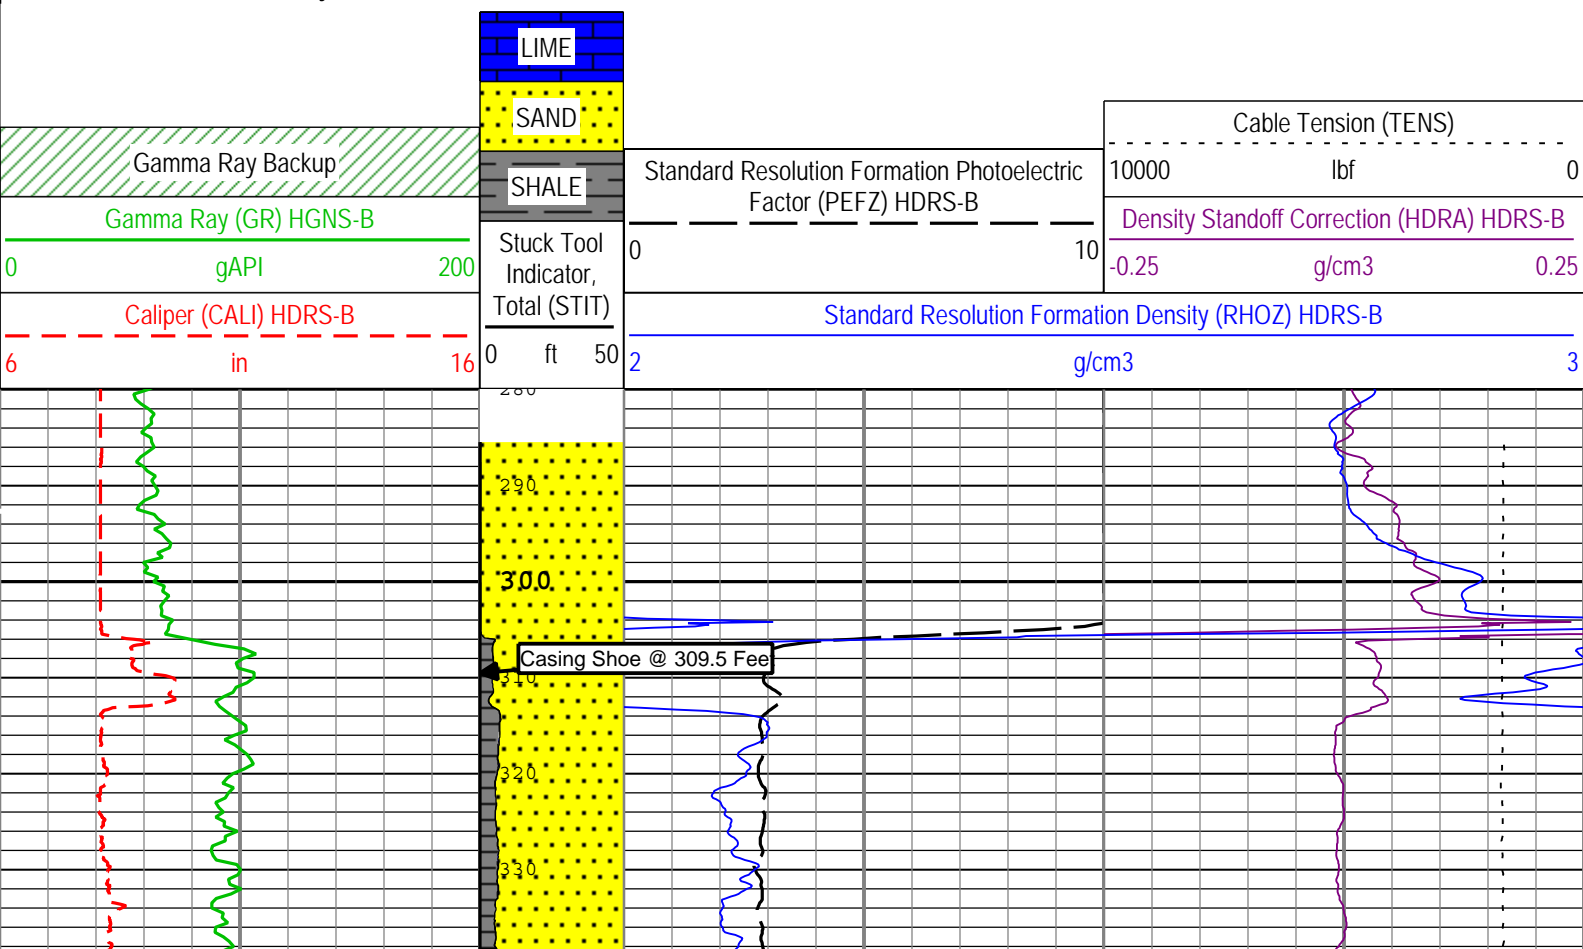 LIME
SAND
SHALE
Gamma Ray Backup
Gamma Ray (GR) HGNS-B
0 gAPI 200
Caliper (CALI) HDRS-B
6 in 16
Stuck Tool
Indicator,
Total (STIT)
0 ft 50
Standard Resolution Formation Photoelectric
Factor (PEFZ) HDRS-B
0 10
Cable Tension (TENS)
10000 lbf 0
Density Standoff Correction (HDRA) HDRS-B
-0.25 g/cm3 0.25
Standard Resolution Formation Density (RHOZ) HDRS-B
2 g/cm3 3
280
290
300
Casing Shoe @ 309.5 Fee
310
320
330